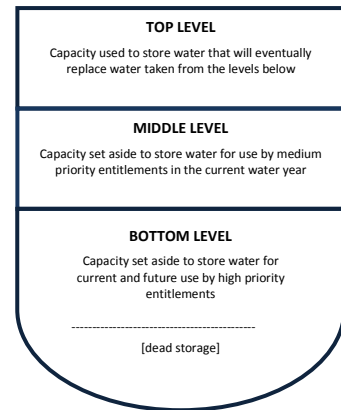 TOP LEVEL
Capacity used to store water that will eventually
replace water taken from the levels below
MIDDLE LEVEL
Capacity set aside to store water for use by medium
priority entitlements in the current water year
BOTTOM LEVEL
Capacity set aside to store water for
current and future use by high priority
entitlements
[dead storage]